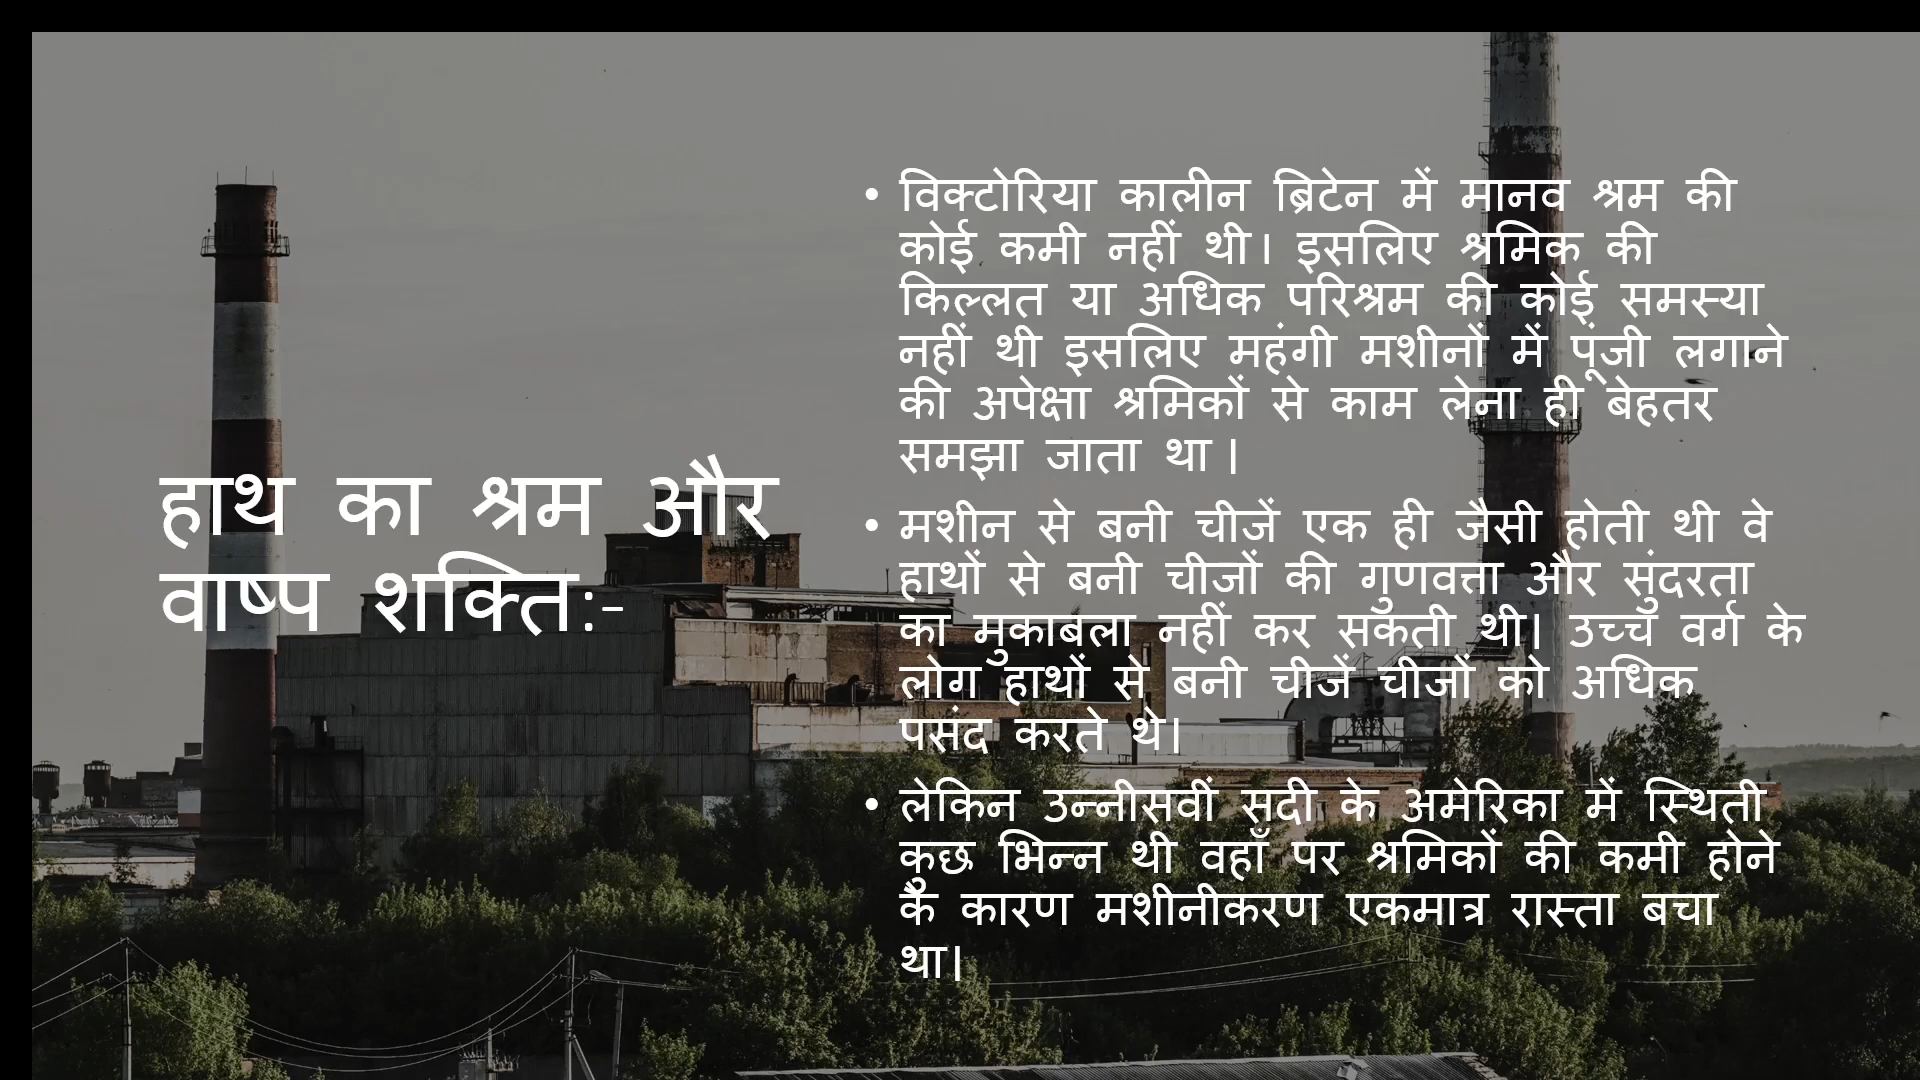 हाथ का श्रम और
वाष्प शक्ति:-
• विक्टोरिया कालीन ब्रिटेन में मानव श्रम की
कोई कमी नहीं थी। इसलिए श्रमिक की
किल्लत या अधिक परिश्रम की कोई समस्या
नहीं थी इसलिए महंगी मशीनों में पूंजी लगाने
की अपेक्षा श्रमिकों से काम लेना ही बेहतर
समझा जाता था।
• मशीन से बनी चीजें एक ही जैसी होती थी वे
हाथों से बनी चीजों की गुणवत्ता और सुंदरता
का मुकाबला नहीं कर सकती थी। उच्च वर्ग के
लोग हाथों से बनी चीजें चीजों को अधिक
पसंद करते थे।
• लेकिन उन्नीसवीं सदी के अमेरिका में स्थिती
कुछ भिन्न थी वहाँ पर श्रमिकों की कमी होने
के कारण मशीनीकरण एकमात्र रास्ता बचा
था।